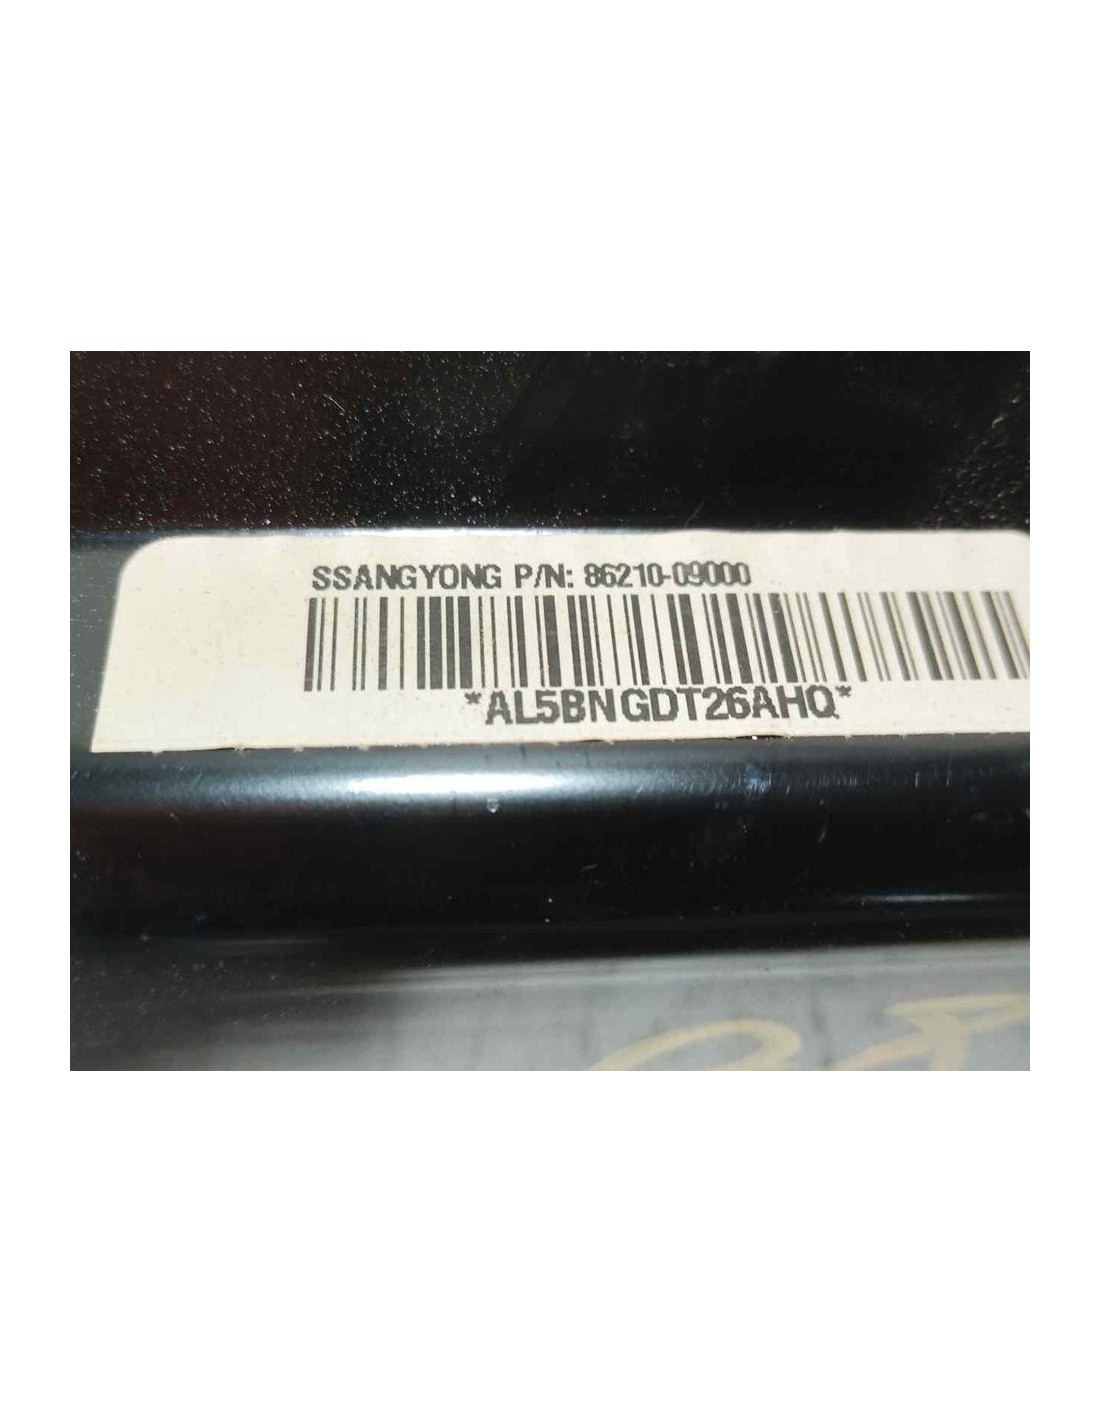 SSANGYONG P/N: 86210-09000
*AL5BNGDT26AHQ*